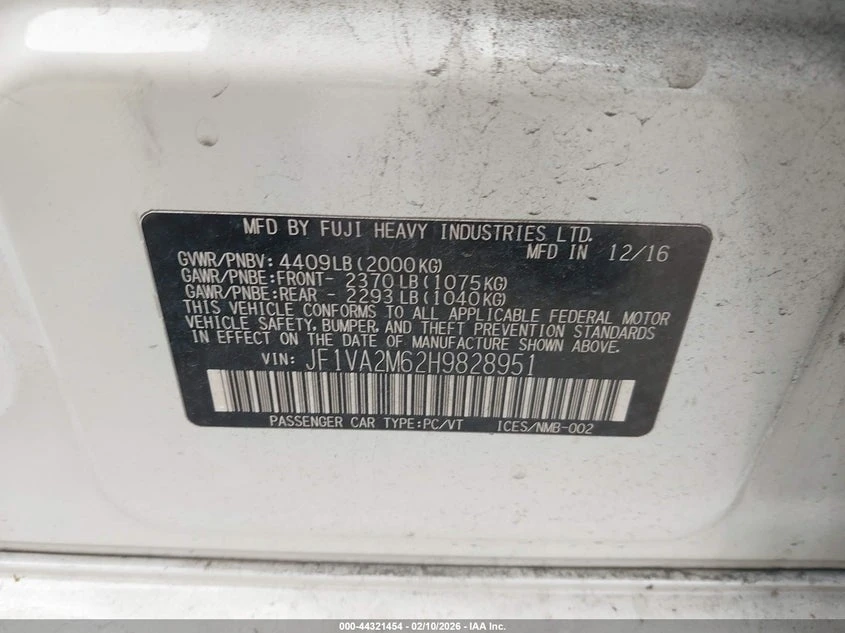 MFD BY FUJI HEAVY INDUSTRIES LTD.
MFD IN 12/16
GVWR/PNBV: 4409LB(2000KG)
GAWR/PNBE:FRONT- 2370LB(1075KG)
GAWR/PNBE:REAR - 2293LB(1040KG)
THIS VEHICLE CONFORMS TO ALL APPLICABLE FEDERAL MOTOR
VEHICLE SAFETY, BUMPER, AND THEFT PREVENTION STANDARDS
IN EFFECT ON THE DATE OF MANUFACTURE SHOWN ABOVE.
VIN: JF1VA2M62H9828951
PASSENGER CAR TYPE:PC/VT ICES/NMB-002
000-44321454 - 02/10/2026 - IAA Inc.